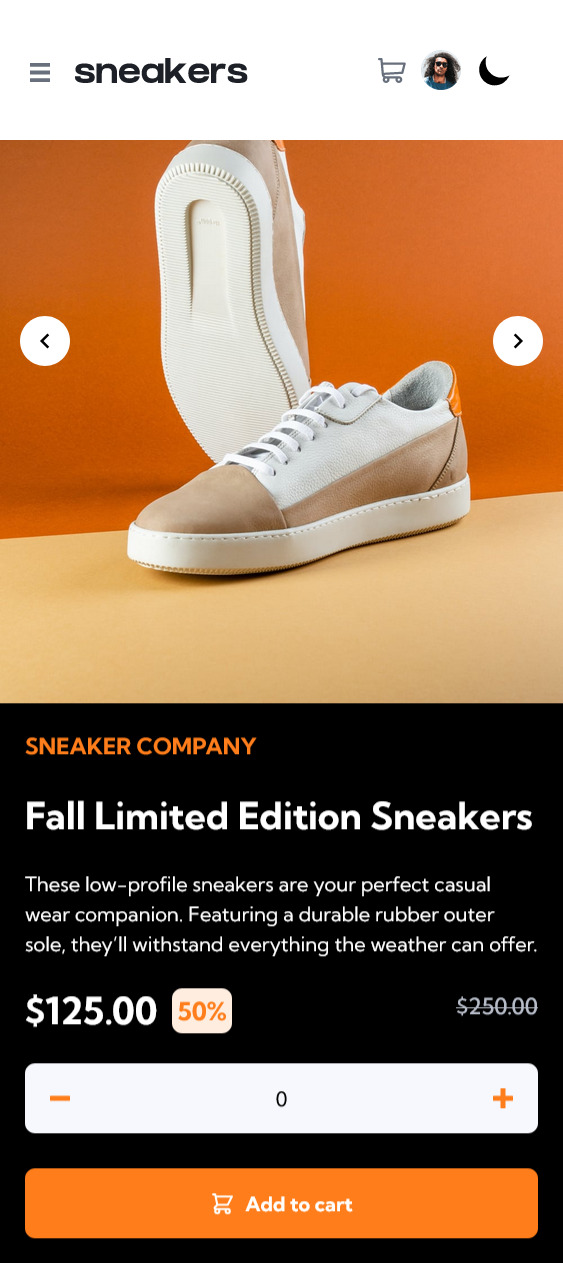 sneakers
SNEAKER COMPANY
Fall Limited Edition Sneakers
These low-profile sneakers are your perfect casual
wear companion. Featuring a durable rubber outer
sole, they’ll withstand everything the weather can offer.
$125.00 50% $250.00
0
Add to cart